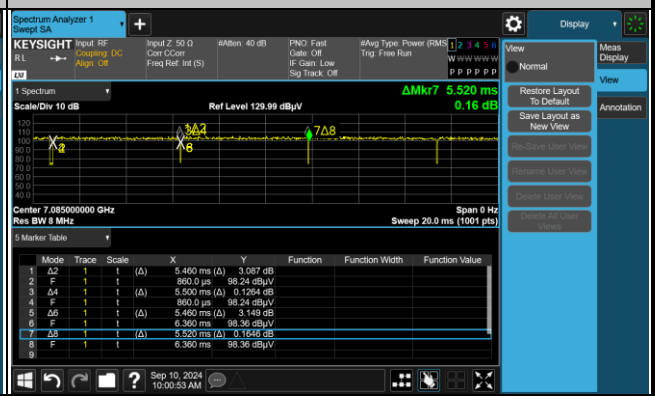 Spectrum Analyzer 1
Swept SA
+
Display
KEYSIGHT
RL
LXI
Input: RF
Coupling: DC
Align: Off
Input Z: 50 Ω
Corr CCorr
Freq Ref: Int (S)
#Atten: 40 dB
PNO: Fast
Gate: Off
IF Gain: Low
Sig Track: Off
#Avg Type: Power (RMS
Trig: Free Run
1 2 3 4 5 6
W W W W W W
P P P P P P
View
Normal
Meas
Display
View
Annotation
Restore Layout
To Default
Save Layout as
New View
Re-Save User View
Rename User View
Delete User View
Delete All User
Views
1 Spectrum
Scale/Div 10 dB
Ref Level 129.99 dBµV
ΔMkr7 5.520 ms
0.16 dB
120
110
100
90.0
80.0
70.0
60.0
50.0
40.0
7Δ8
Center 7.085000000 GHz
Res BW 8 MHz
Span 0 Hz
Sweep 20.0 ms (1001 pts)
5 Marker Table
Mode Trace Scale X Y Function Function Width Function Value
1 Δ2 1 t (Δ) 5.460 ms (Δ) 3.087 dB
2 F 1 t 860.0 µs 98.24 dBµV
3 Δ4 1 t (Δ) 5.500 ms (Δ) 0.1264 dB
4 F 1 t 860.0 µs 98.24 dBµV
5 Δ6 1 t (Δ) 5.460 ms (Δ) 3.149 dB
6 F 1 t 6.360 ms 98.36 dBµV
7 Δ8 1 t (Δ) 5.520 ms (Δ) 0.1646 dB
8 F 1 t 6.360 ms 98.36 dBµV
9
?
Sep 10, 2024
10:00:53 AM